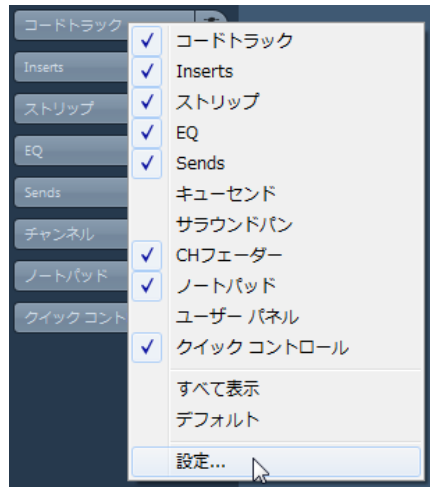 コードトラック
Inserts
ストリップ
EQ
Sends
チャンネル
ノートパッド
クイック コント
コードトラック
Inserts
ストリップ
EQ
Sends
キューセンド
サラウンドパン
CHフェーダー
ノートパッド
ユーザー パネル
クイック コントロール
すべて表示
デフォルト
設定...